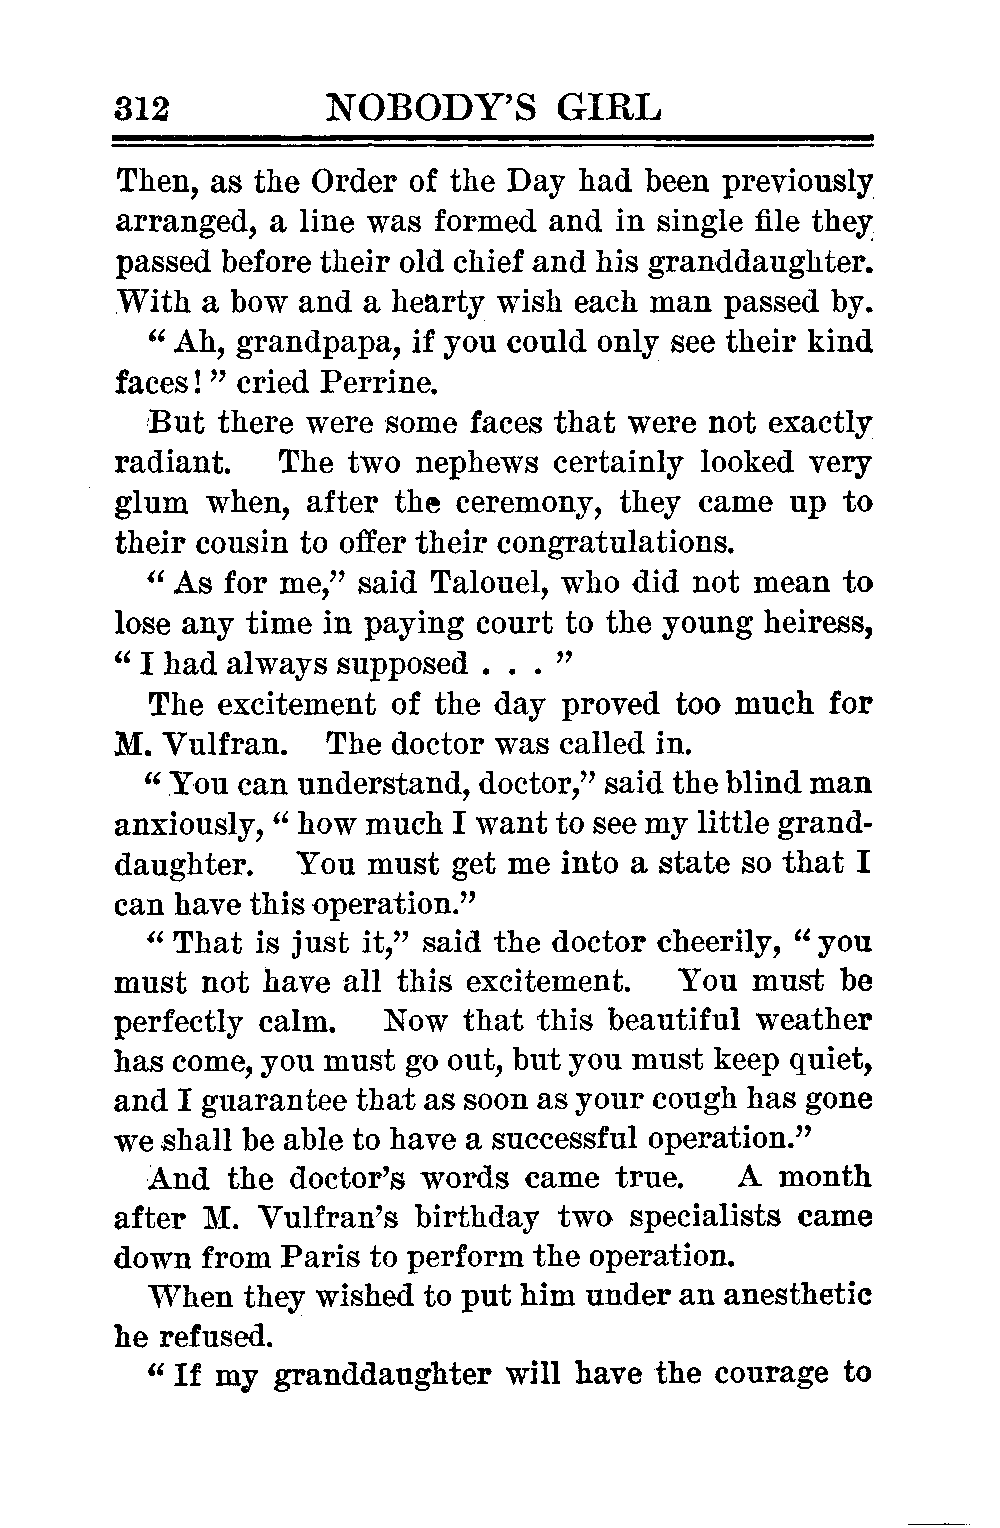 312 NOBODY'S GIRL
Then, as the Order of the Day had been previously
arranged, a line was formed and in single file they
passed before their old chief and his granddaughter.
With a bow and a hearty wish each man passed by.
“ Ah, grandpapa, if you could only see their kind
faces! ” cried Perrine.
But there were some faces that were not exactly
radiant. The two nephews certainly looked very
glum when, after the ceremony, they came up to
their cousin to offer their congratulations.
“ As for me,” said Talouel, who did not mean to
lose any time in paying court to the young heiress,
“ I had always supposed . . . ”
The excitement of the day proved too much for
M. Vulfran. The doctor was called in.
“ You can understand, doctor,” said the blind man
anxiously, “ how much I want to see my little grand-
daughter. You must get me into a state so that I
can have this operation.”
“ That is just it,” said the doctor cheerily, “ you
must not have all this excitement. You must be
perfectly calm. Now that this beautiful weather
has come, you must go out, but you must keep quiet,
and I guarantee that as soon as your cough has gone
we shall be able to have a successful operation.”
And the doctor's words came true. A month
after M. Vulfran's birthday two specialists came
down from Paris to perform the operation.
When they wished to put him under an anesthetic
he refused.
“ If my granddaughter will have the courage to